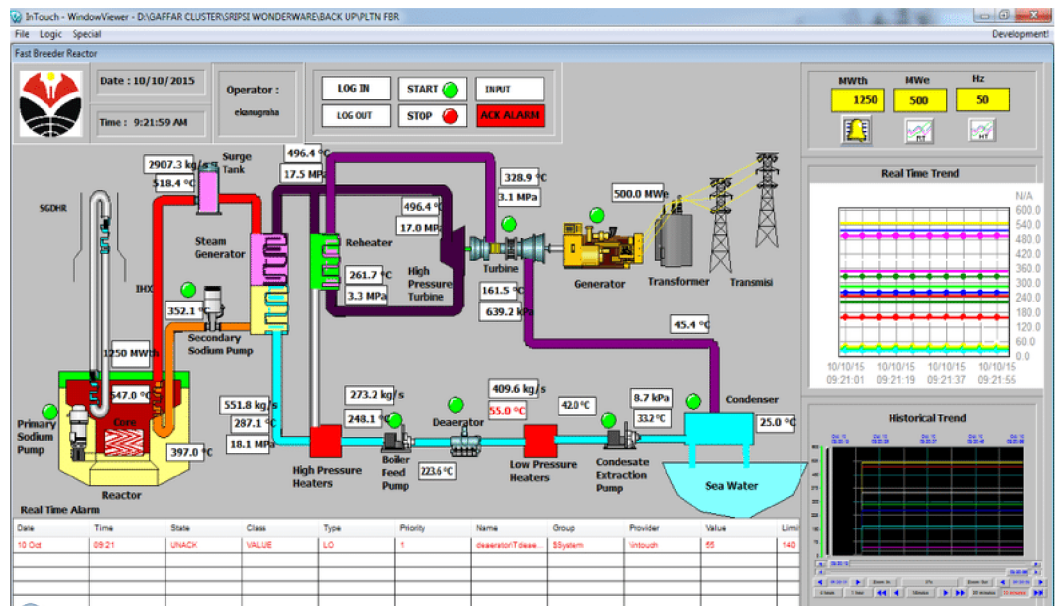 InTouch - WindowViewer - D:\GAFFAR CLUSTER\SRIPSI WONDERWARE\BACK UP\PLTN FBR
File Logic Special
Development!
Fast Breeder Reactor
Date : 10/10/2015
Time : 9:21:59 AM
Operator :
ekanugraha
LOG IN
START
INPUT
LOG OUT
STOP
ACK ALARM
MWth
MWe
Hz
1250
500
50
RT
HT
2907.3 kg/s
518.4 °C
Surge
Tank
496.4 °C
17.5 MPa
328.9 °C
3.1 MPa
500.0 MWe
SGDHR
496.4 °C
17.0 MPa
Steam
Generator
Reheater
261.7 °C
3.3 MPa
High
Pressure
Turbine
Turbine
161.5 °C
639.2 kPa
Generator
Transformer
Transmisi
IHX
352.1 °C
Secondary
Sodium Pump
45.4 °C
1250 MWth
547.0 °C
Core
397.0 °C
Primary
Sodium
Pump
Reactor
551.8 kg/s
287.1 °C
18.1 MPa
High Pressure
Heaters
273.2 kg/s
248.1 °C
Boiler
Feed
Pump
Deaerator
223.6 °C
409.6 kg/s
55.0 °C
Low Pressure
Heaters
42.0 °C
8.7 kPa
33.2 °C
Condesate
Extraction
Pump
Condenser
25.0 °C
Sea Water
Real Time Trend
N/A
600.0
540.0
480.0
420.0
360.0
300.0
240.0
180.0
120.0
60.0
0.0
10/10/15 10/10/15 10/10/15 10/10/15
09:21:01 09:21:19 09:21:37 09:21:55
Historical Trend
Real Time Alarm
Date Time State Class Type Priority Name Group Provider Value Limi
10 Oct 09:21 UNACK VALUE LO 1 deaerator\Tdeae... $System \\intouch 55 140